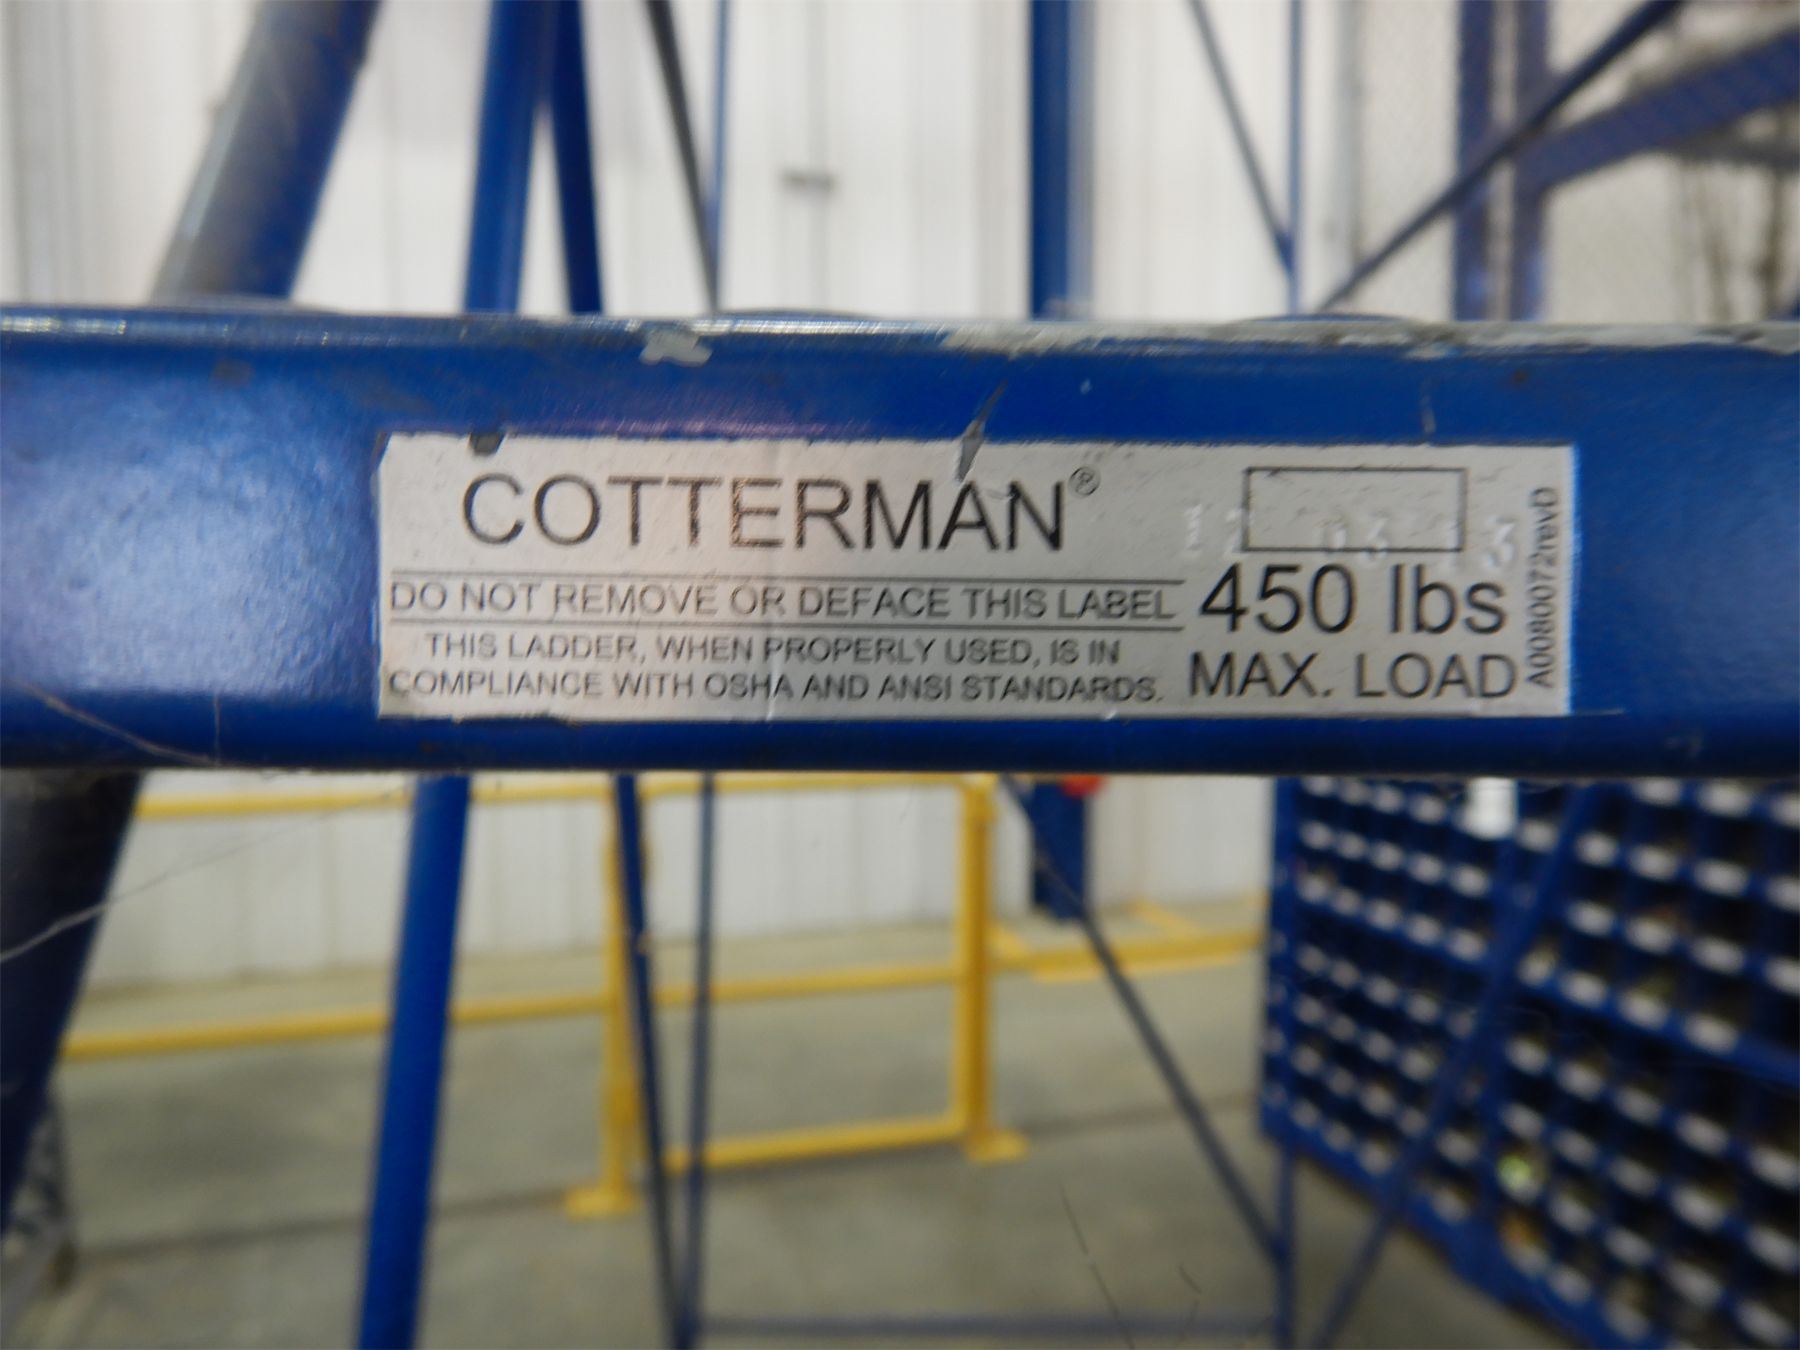 COTTERMAN®
DO NOT REMOVE OR DEFACE THIS LABEL
THIS LADDER, WHEN PROPERLY USED, IS IN
COMPLIANCE WITH OSHA AND ANSI STANDARDS.
450 lbs
MAX. LOAD
A0080072revD